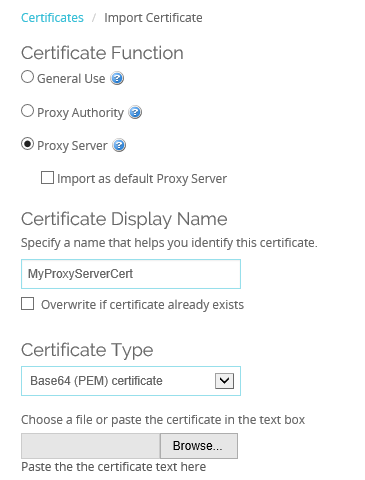 Certificates / Import Certificate
Certificate Function
General Use ?
Proxy Authority ?
Proxy Server ?
Import as default Proxy Server
Certificate Display Name
Specify a name that helps you identify this certificate.
MyProxyServerCert
Overwrite if certificate already exists
Certificate Type
Base64 (PEM) certificate
Choose a file or paste the certificate in the text box
Browse...
Paste the the certificate text here